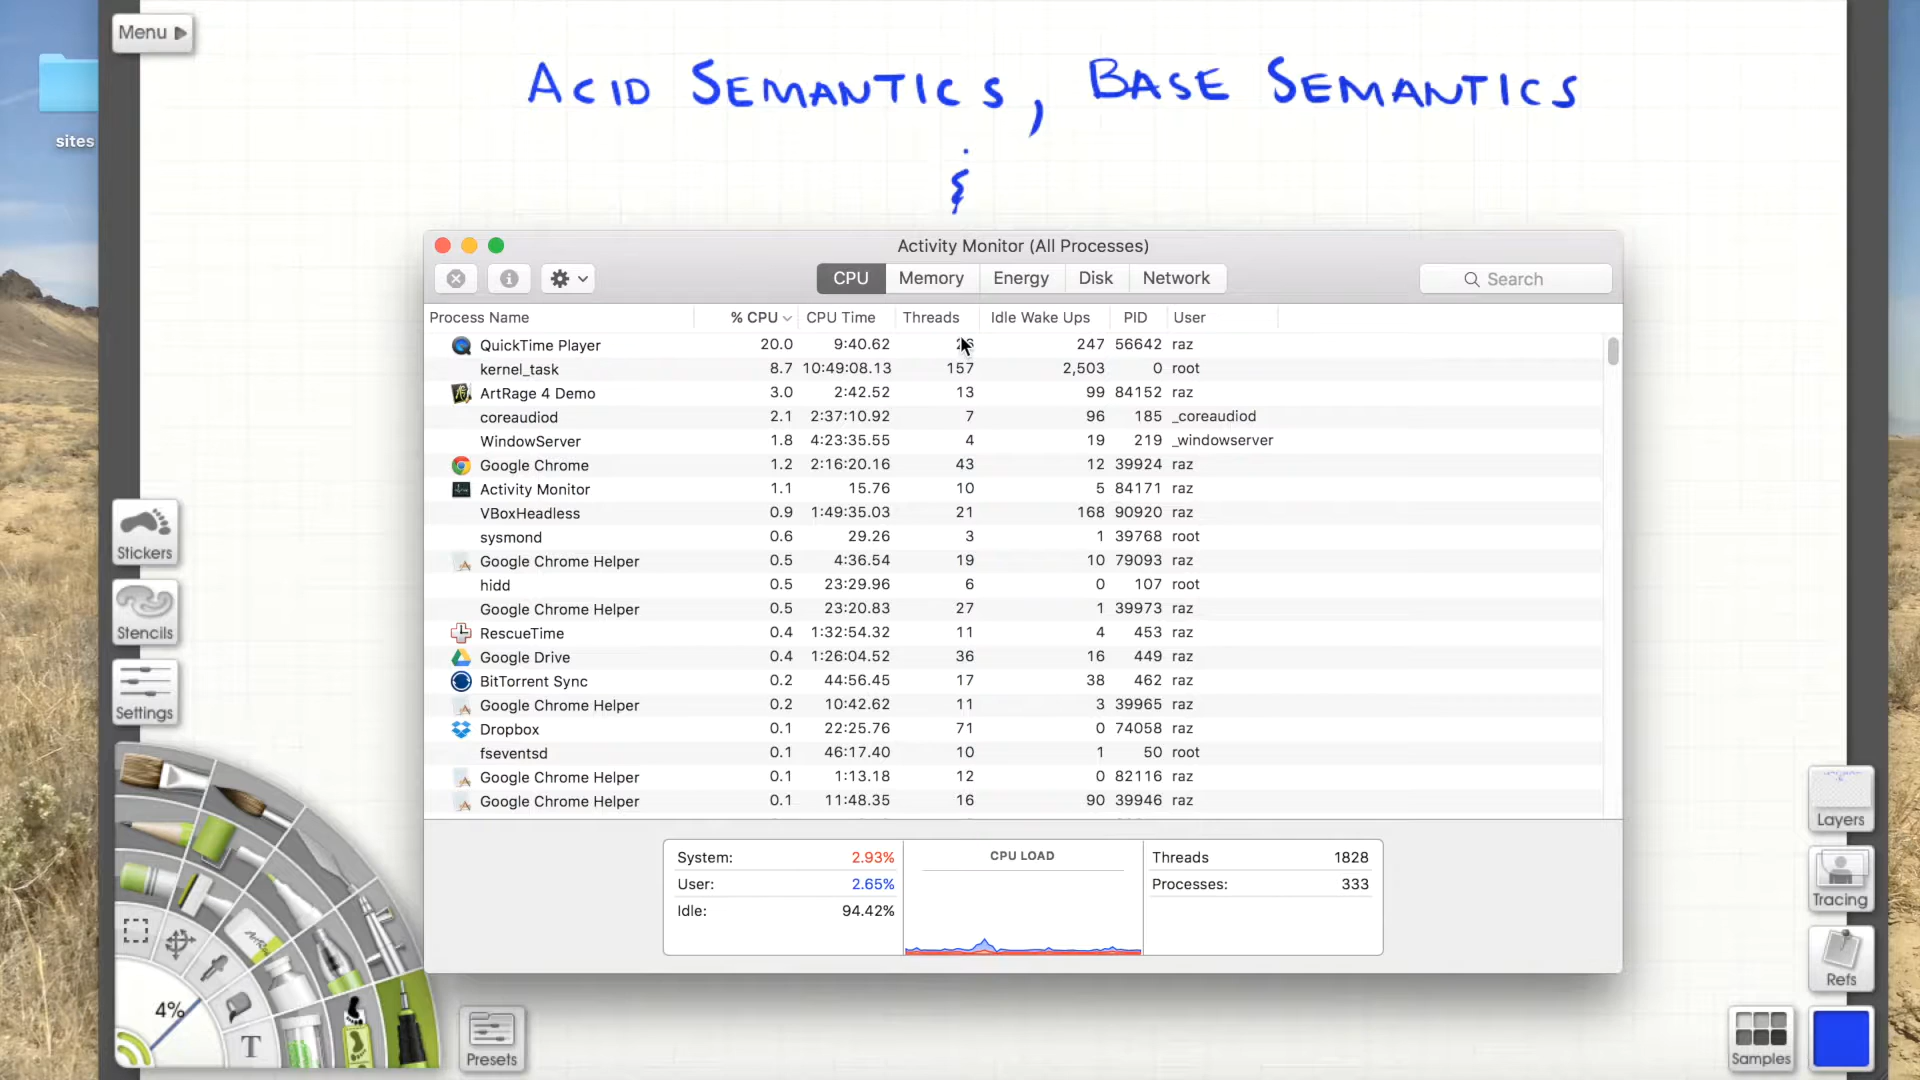 Menu
ACID SEMANTICS, BASE SEMANTICS
&
sites
Activity Monitor (All Processes)
CPU Memory Energy Disk Network
Search
Process Name % CPU CPU Time Threads Idle Wake Ups PID User
QuickTime Player 20.0 9:40.62 247 56642 raz
kernel_task 8.7 10:49:08.13 157 2,503 0 root
ArtRage 4 Demo 3.0 2:42.52 13 99 84152 raz
coreaudiod 2.1 2:37:10.92 7 96 185 _coreaudiod
WindowServer 1.8 4:23:35.55 4 19 219 _windowserver
Google Chrome 1.2 2:16:20.16 43 12 39924 raz
Activity Monitor 1.1 15.76 10 5 84171 raz
VBoxHeadless 0.9 1:49:35.03 21 168 90920 raz
sysmond 0.6 29.26 3 1 39768 root
Google Chrome Helper 0.5 4:36.54 19 10 79093 raz
hidd 0.5 23:29.96 6 0 107 root
Google Chrome Helper 0.5 23:20.83 27 1 39973 raz
RescueTime 0.4 1:32:54.32 11 4 453 raz
Google Drive 0.4 1:26:04.52 36 16 449 raz
BitTorrent Sync 0.2 44:56.45 17 38 462 raz
Google Chrome Helper 0.2 10:42.62 11 3 39965 raz
Dropbox 0.1 22:25.76 71 0 74058 raz
fseventsd 0.1 46:17.40 10 1 50 root
Google Chrome Helper 0.1 1:13.18 12 0 82116 raz
Google Chrome Helper 0.1 11:48.35 16 90 39946 raz
System: 2.93% CPU LOAD Threads 1828
User: 2.65% Processes: 333
Idle: 94.42%
Stickers
Stencils
Settings
4%
T
Presets
Layers
Tracing
Refs
Samples